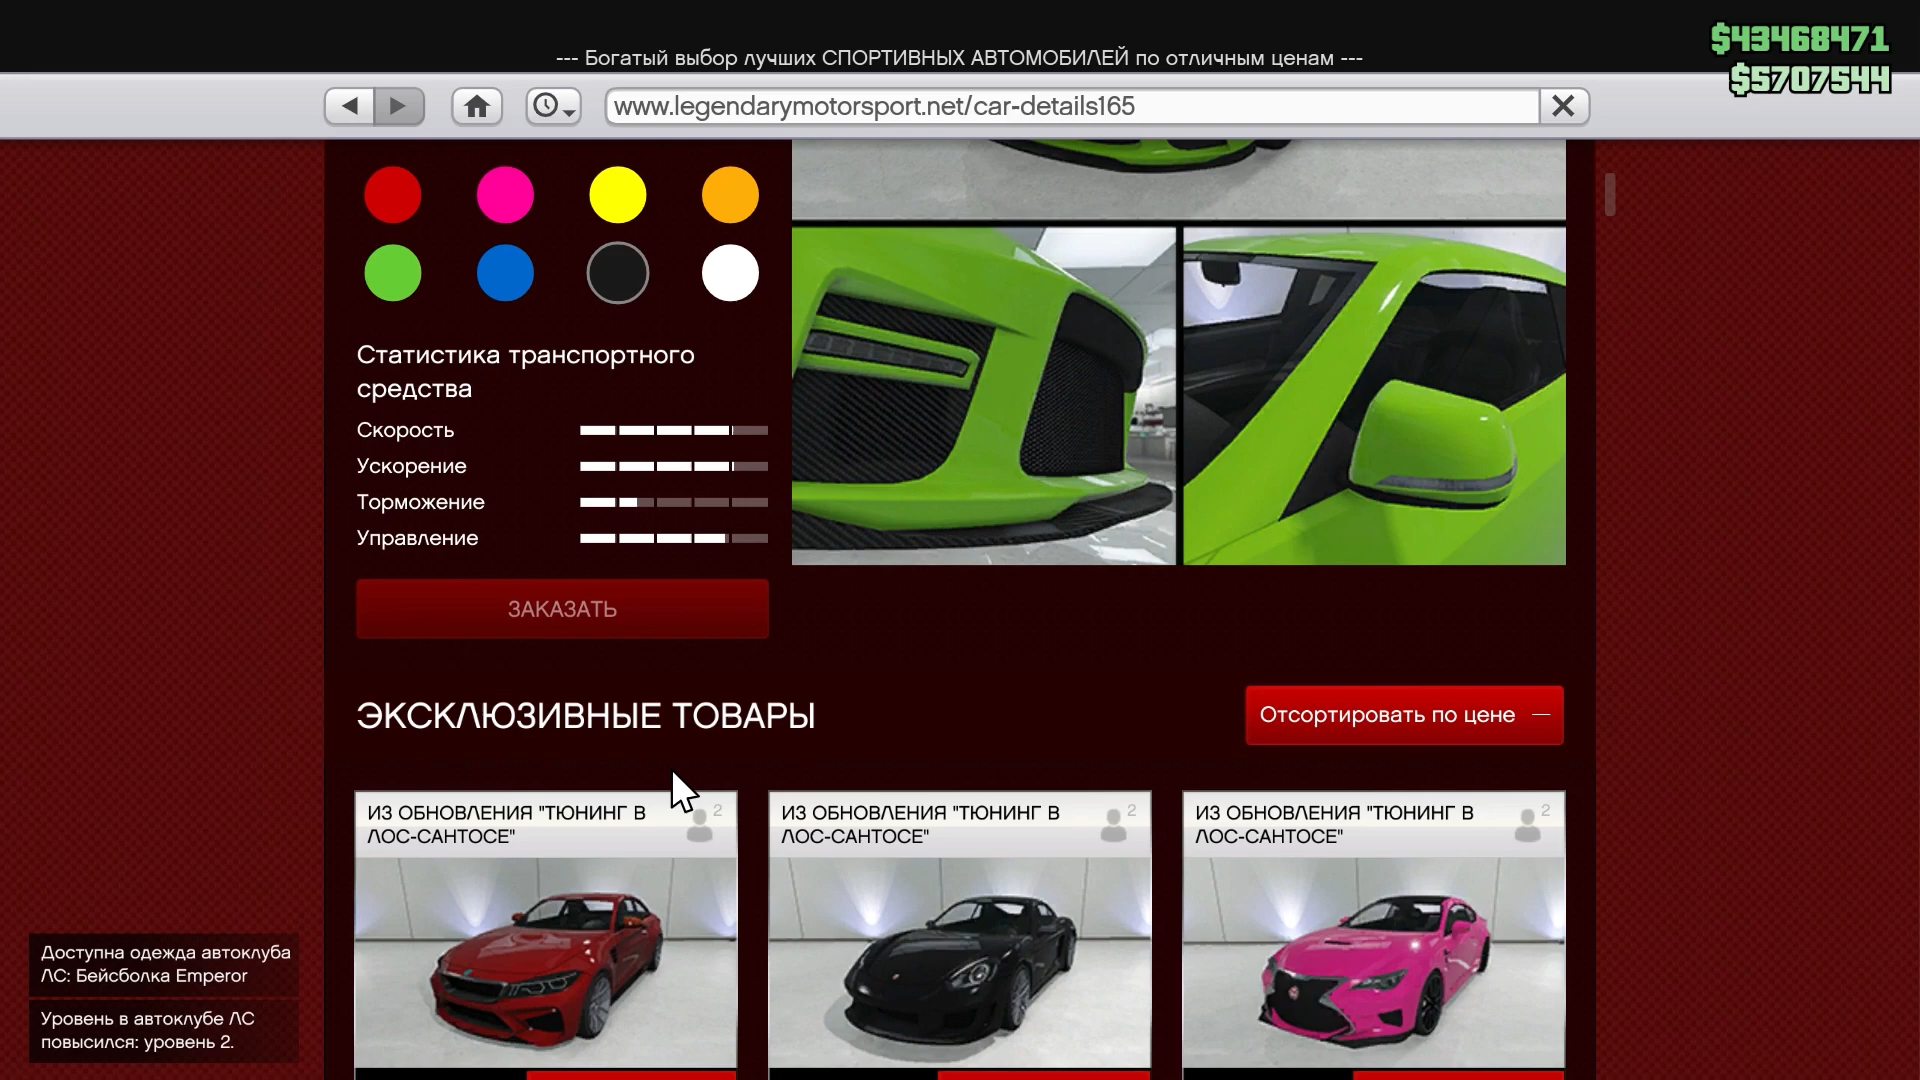 $43468471
--- Богатый выбор лучших СПОРТИВНЫХ АВТОМОБИЛЕЙ по отличным ценам ---
$5707544
www.legendarymotorsport.net/car-details165
Статистика транспортного
средства
Скорость
Ускорение
Торможение
Управление
ЗАКАЗАТЬ
ЭКСКЛЮЗИВНЫЕ ТОВАРЫ
Отсортировать по цене
ИЗ ОБНОВЛЕНИЯ "ТЮНИНГ В
ЛОС-САНТОСЕ"
2
ИЗ ОБНОВЛЕНИЯ "ТЮНИНГ В
ЛОС-САНТОСЕ"
2
ИЗ ОБНОВЛЕНИЯ "ТЮНИНГ В
ЛОС-САНТОСЕ"
2
Доступна одежда автоклуба
ЛС: Бейсболка Emperor
Уровень в автоклубе ЛС
повысился: уровень 2.